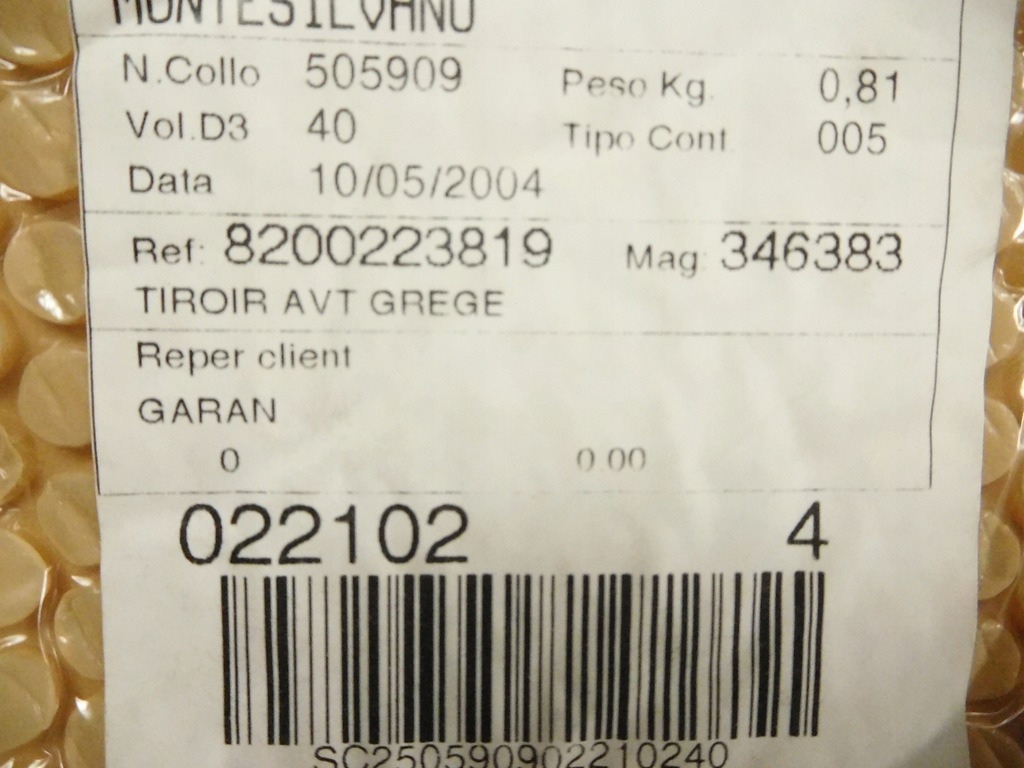 MONTESILVANO
N.Collo 505909 Peso Kg. 0,81
Vol.D3 40 Tipo Cont 005
Data 10/05/2004
Ref: 8200223819 Mag: 346383
TIROIR AVT GREGE
Reper client
GARAN
0 0.00
022102 4
SC250590902210240